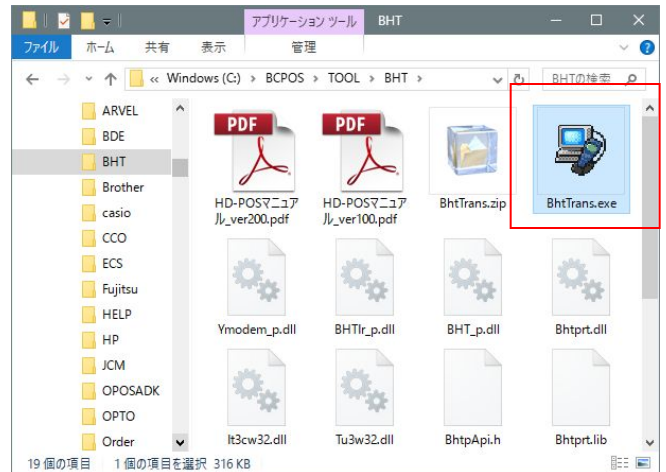 アプリケーション ツール
BHT
ファイル
ホーム
共有
表示
管理
« Windows (C:) › BCPOS › TOOL › BHT ›
BHTの検索
ARVEL
BDE
BHT
Brother
casio
CCO
ECS
Fujitsu
HELP
HP
JCM
OPOSADK
OPTO
Order
PDF
PDF
HD-POSマニュア
ル_ver200.pdf
HD-POSマニュア
ル_ver100.pdf
BhtTrans.zip
BhtTrans.exe
Ymodem_p.dll
BHTIr_p.dll
BHT_p.dll
Bhtprt.dll
It3cw32.dll
Tu3w32.dll
BhtpApi.h
Bhtprt.lib
19 個の項目
1 個の項目を選択 316 KB